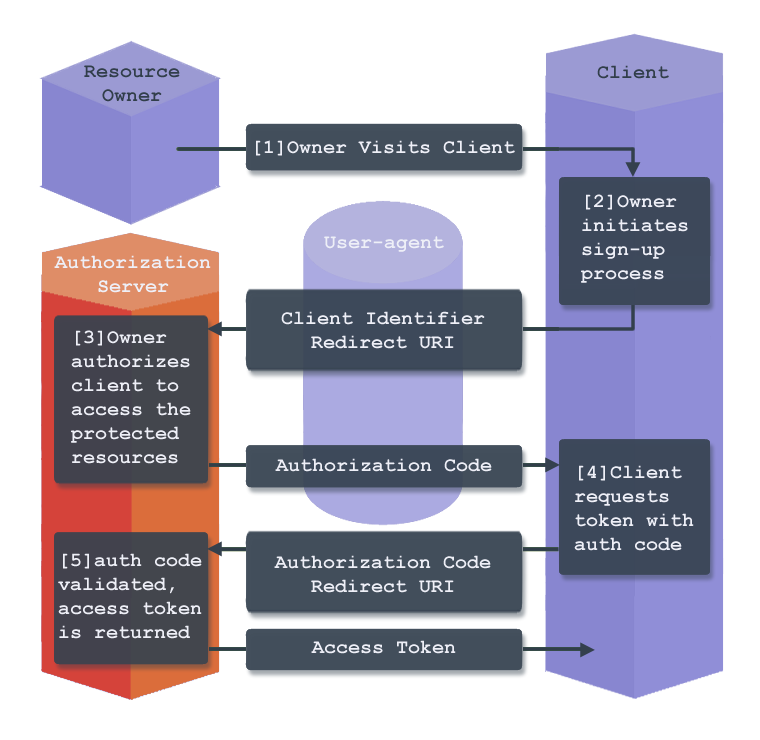 Resource
Owner
Client
[1]Owner Visits Client
[2]Owner
initiates
sign-up
process
User-agent
Authorization
Server
Client Identifier
Redirect URI
[3]Owner
authorizes
client to
access the
protected
resources
Authorization Code
[4]Client
requests
token with
auth code
Authorization Code
Redirect URI
[5]auth code
validated,
access token
is returned
Access Token